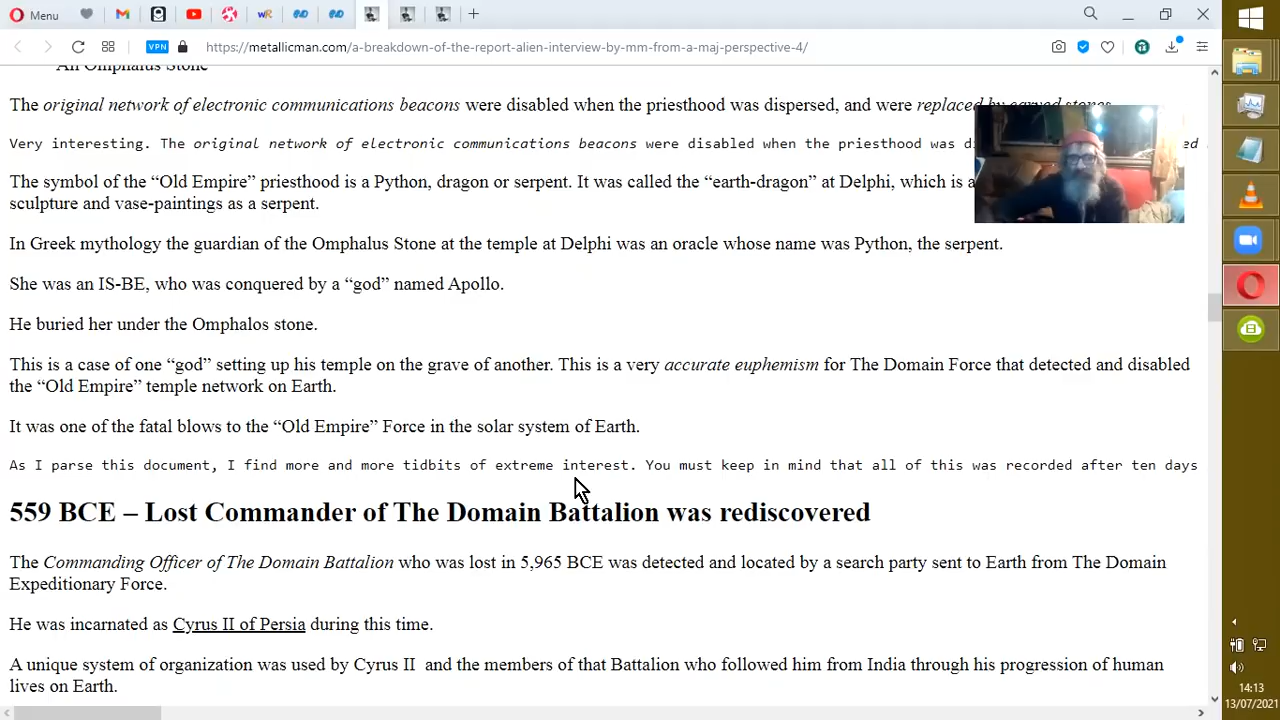 Menu
VPN
https://metallicman.com/a-breakdown-of-the-report-alien-interview-by-mm-from-a-maj-perspective-4/
An Omphalus Stone
The original network of electronic communications beacons were disabled when the priesthood was dispersed, and were replaced by carved stones
Very interesting. The original network of electronic communications beacons were disabled when the priesthood was
The symbol of the “Old Empire” priesthood is a Python, dragon or serpent. It was called the “earth-dragon” at Delphi, which is a
sculpture and vase-paintings as a serpent.
In Greek mythology the guardian of the Omphalus Stone at the temple at Delphi was an oracle whose name was Python, the serpent.
She was an IS-BE, who was conquered by a “god” named Apollo.
He buried her under the Omphalos stone.
This is a case of one “god” setting up his temple on the grave of another. This is a very accurate euphemism for The Domain Force that detected and disabled
the “Old Empire” temple network on Earth.
It was one of the fatal blows to the “Old Empire” Force in the solar system of Earth.
As I parse this document, I find more and more tidbits of extreme interest. You must keep in mind that all of this was recorded after ten days
559 BCE – Lost Commander of The Domain Battalion was rediscovered
The Commanding Officer of The Domain Battalion who was lost in 5,965 BCE was detected and located by a search party sent to Earth from The Domain
Expeditionary Force.
He was incarnated as Cyrus II of Persia during this time.
A unique system of organization was used by Cyrus II and the members of that Battalion who followed him from India through his progression of human
lives on Earth.
14:13
13/07/2021